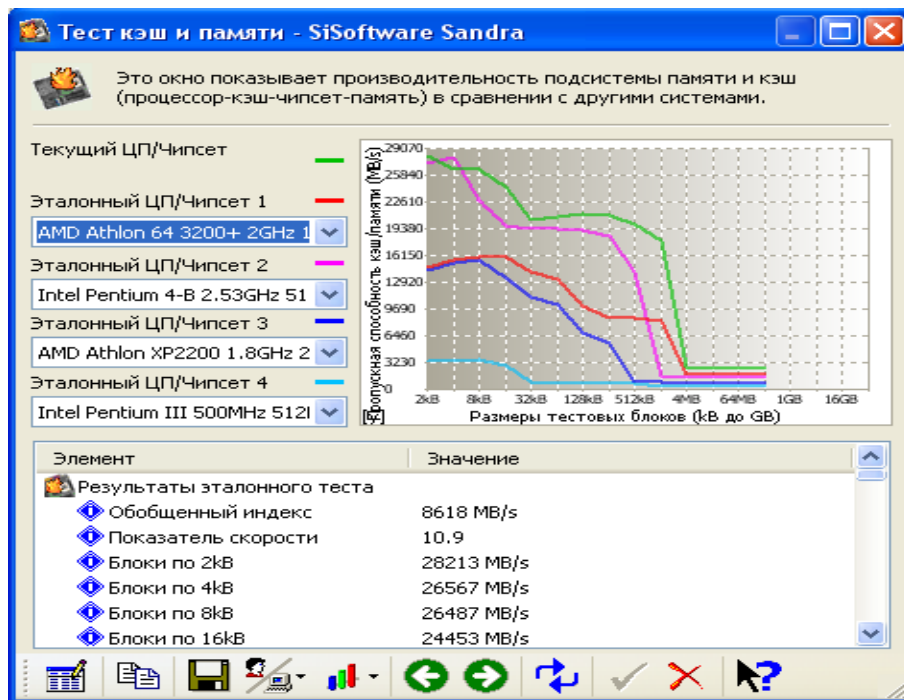 Тест кэш и памяти - SiSoftware Sandra
Это окно показывает производительность подсистемы памяти и кэш
(процессор-кэш-чипсет-память) в сравнении с другими системами.
Текущий ЦП/Чипсет
Эталонный ЦП/Чипсет 1
AMD Athlon 64 3200+ 2GHz 1
Эталонный ЦП/Чипсет 2
Intel Pentium 4-B 2.53GHz 51
Эталонный ЦП/Чипсет 3
AMD Athlon XP2200 1.8GHz 2
Эталонный ЦП/Чипсет 4
Intel Pentium III 500MHz 512
способность кэш/памяти (MB/s)
29070
25840
22610
19380
16150
12920
9690
6460
3230
0
2kB 8kB 32kB 128kB 512kB 4MB 64MB 1GB 16GB
Размеры тестовых блоков (kB до GB)
Элемент Значение
Результаты эталонного теста
Обобщенный индекс 8618 MB/s
Показатель скорости 10.9
Блоки по 2kB 28213 MB/s
Блоки по 4kB 26567 MB/s
Блоки по 8kB 26487 MB/s
Блоки по 16kB 24453 MB/s